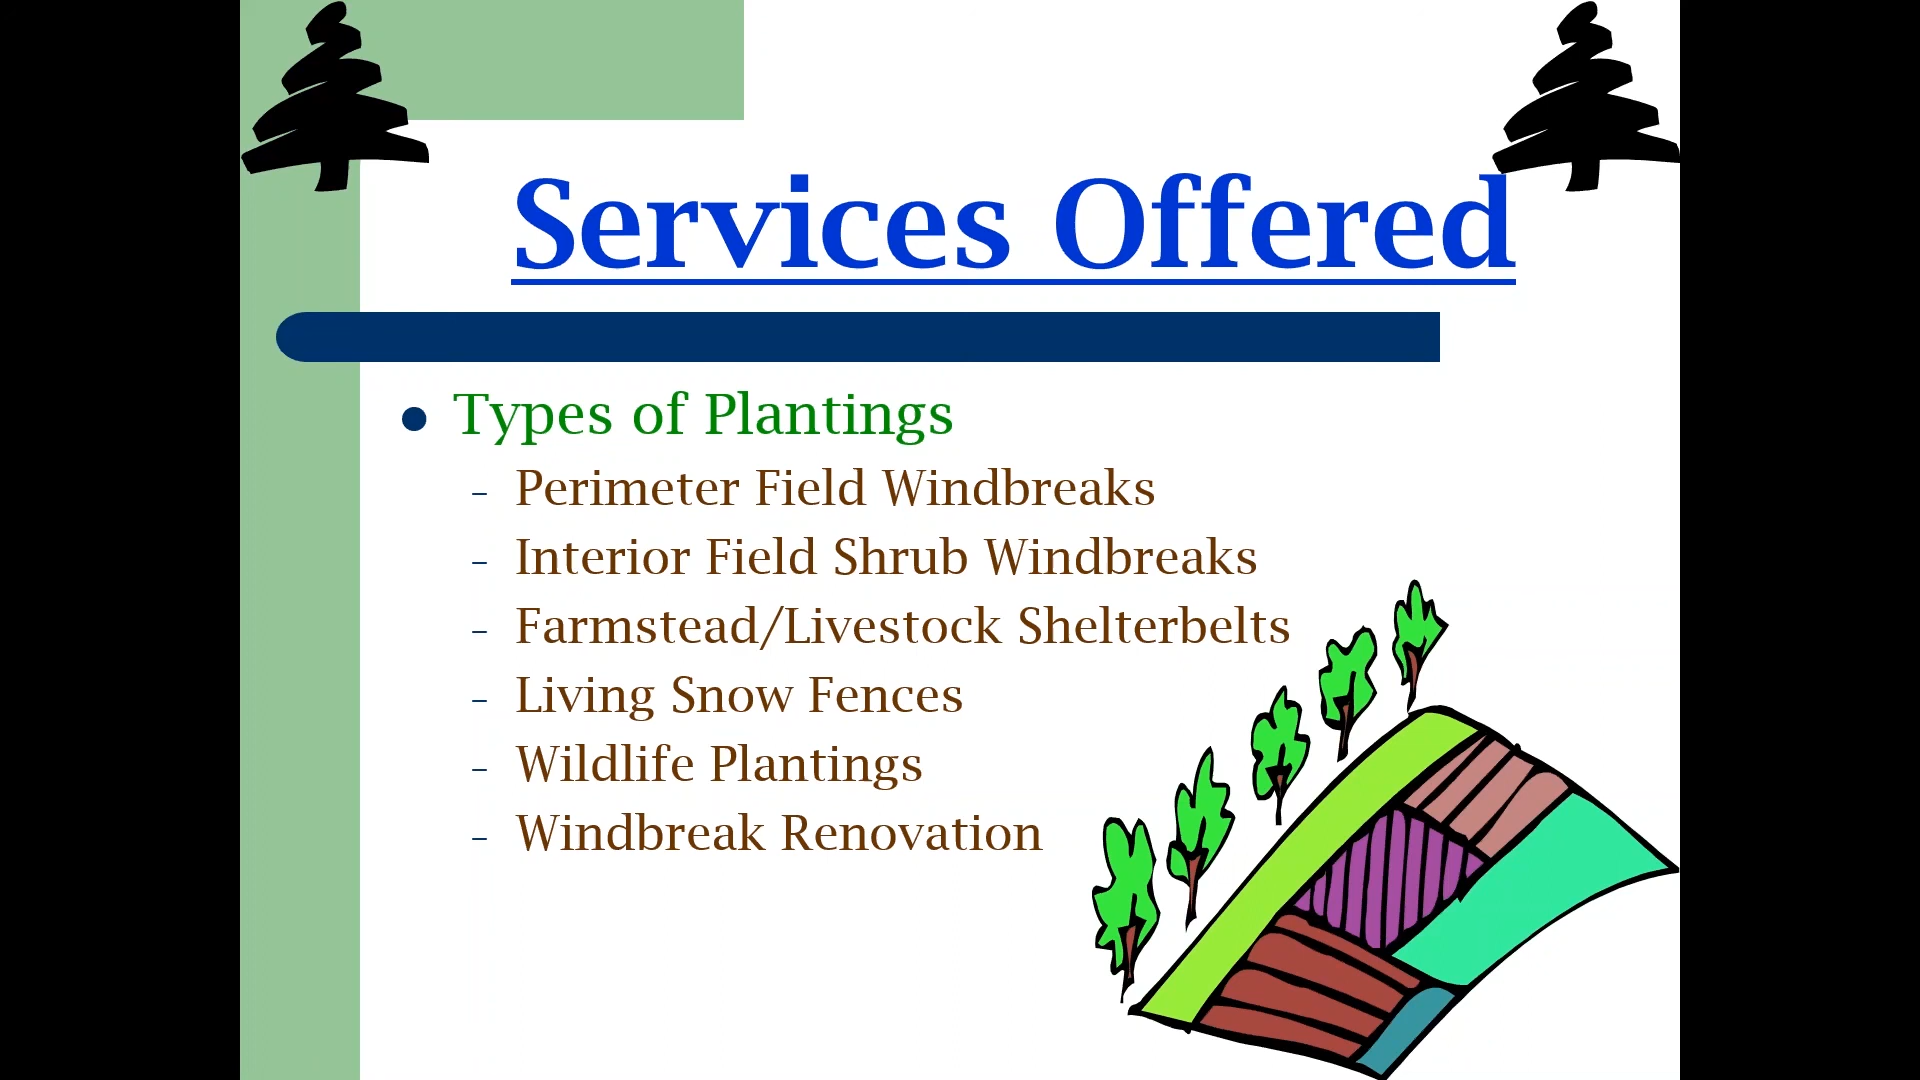 Services Offered
● Types of Plantings
– Perimeter Field Windbreaks
– Interior Field Shrub Windbreaks
– Farmstead/Livestock Shelterbelts
– Living Snow Fences
– Wildlife Plantings
– Windbreak Renovation